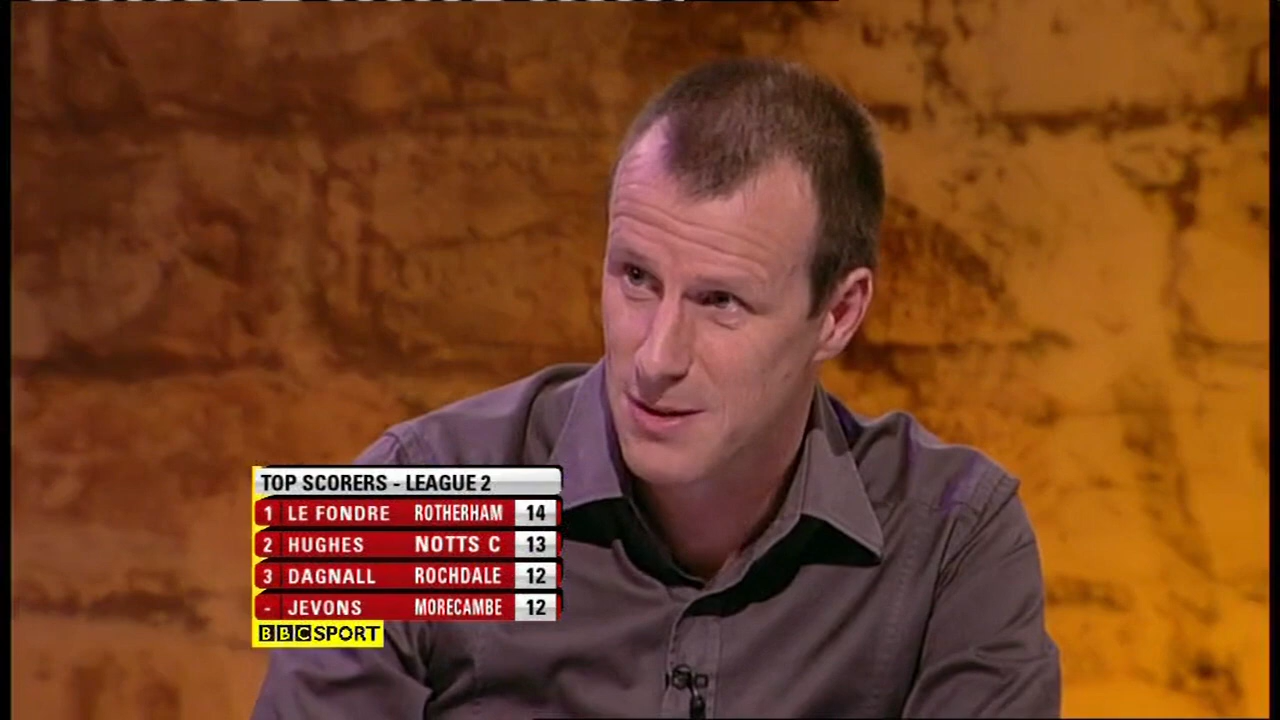 TOP SCORERS - LEAGUE 2
1 LE FONDRE ROTHERHAM 14
2 HUGHES NOTTS C 13
3 DAGNALL ROCHDALE 12
- JEVONS MORECAMBE 12
BBC SPORT